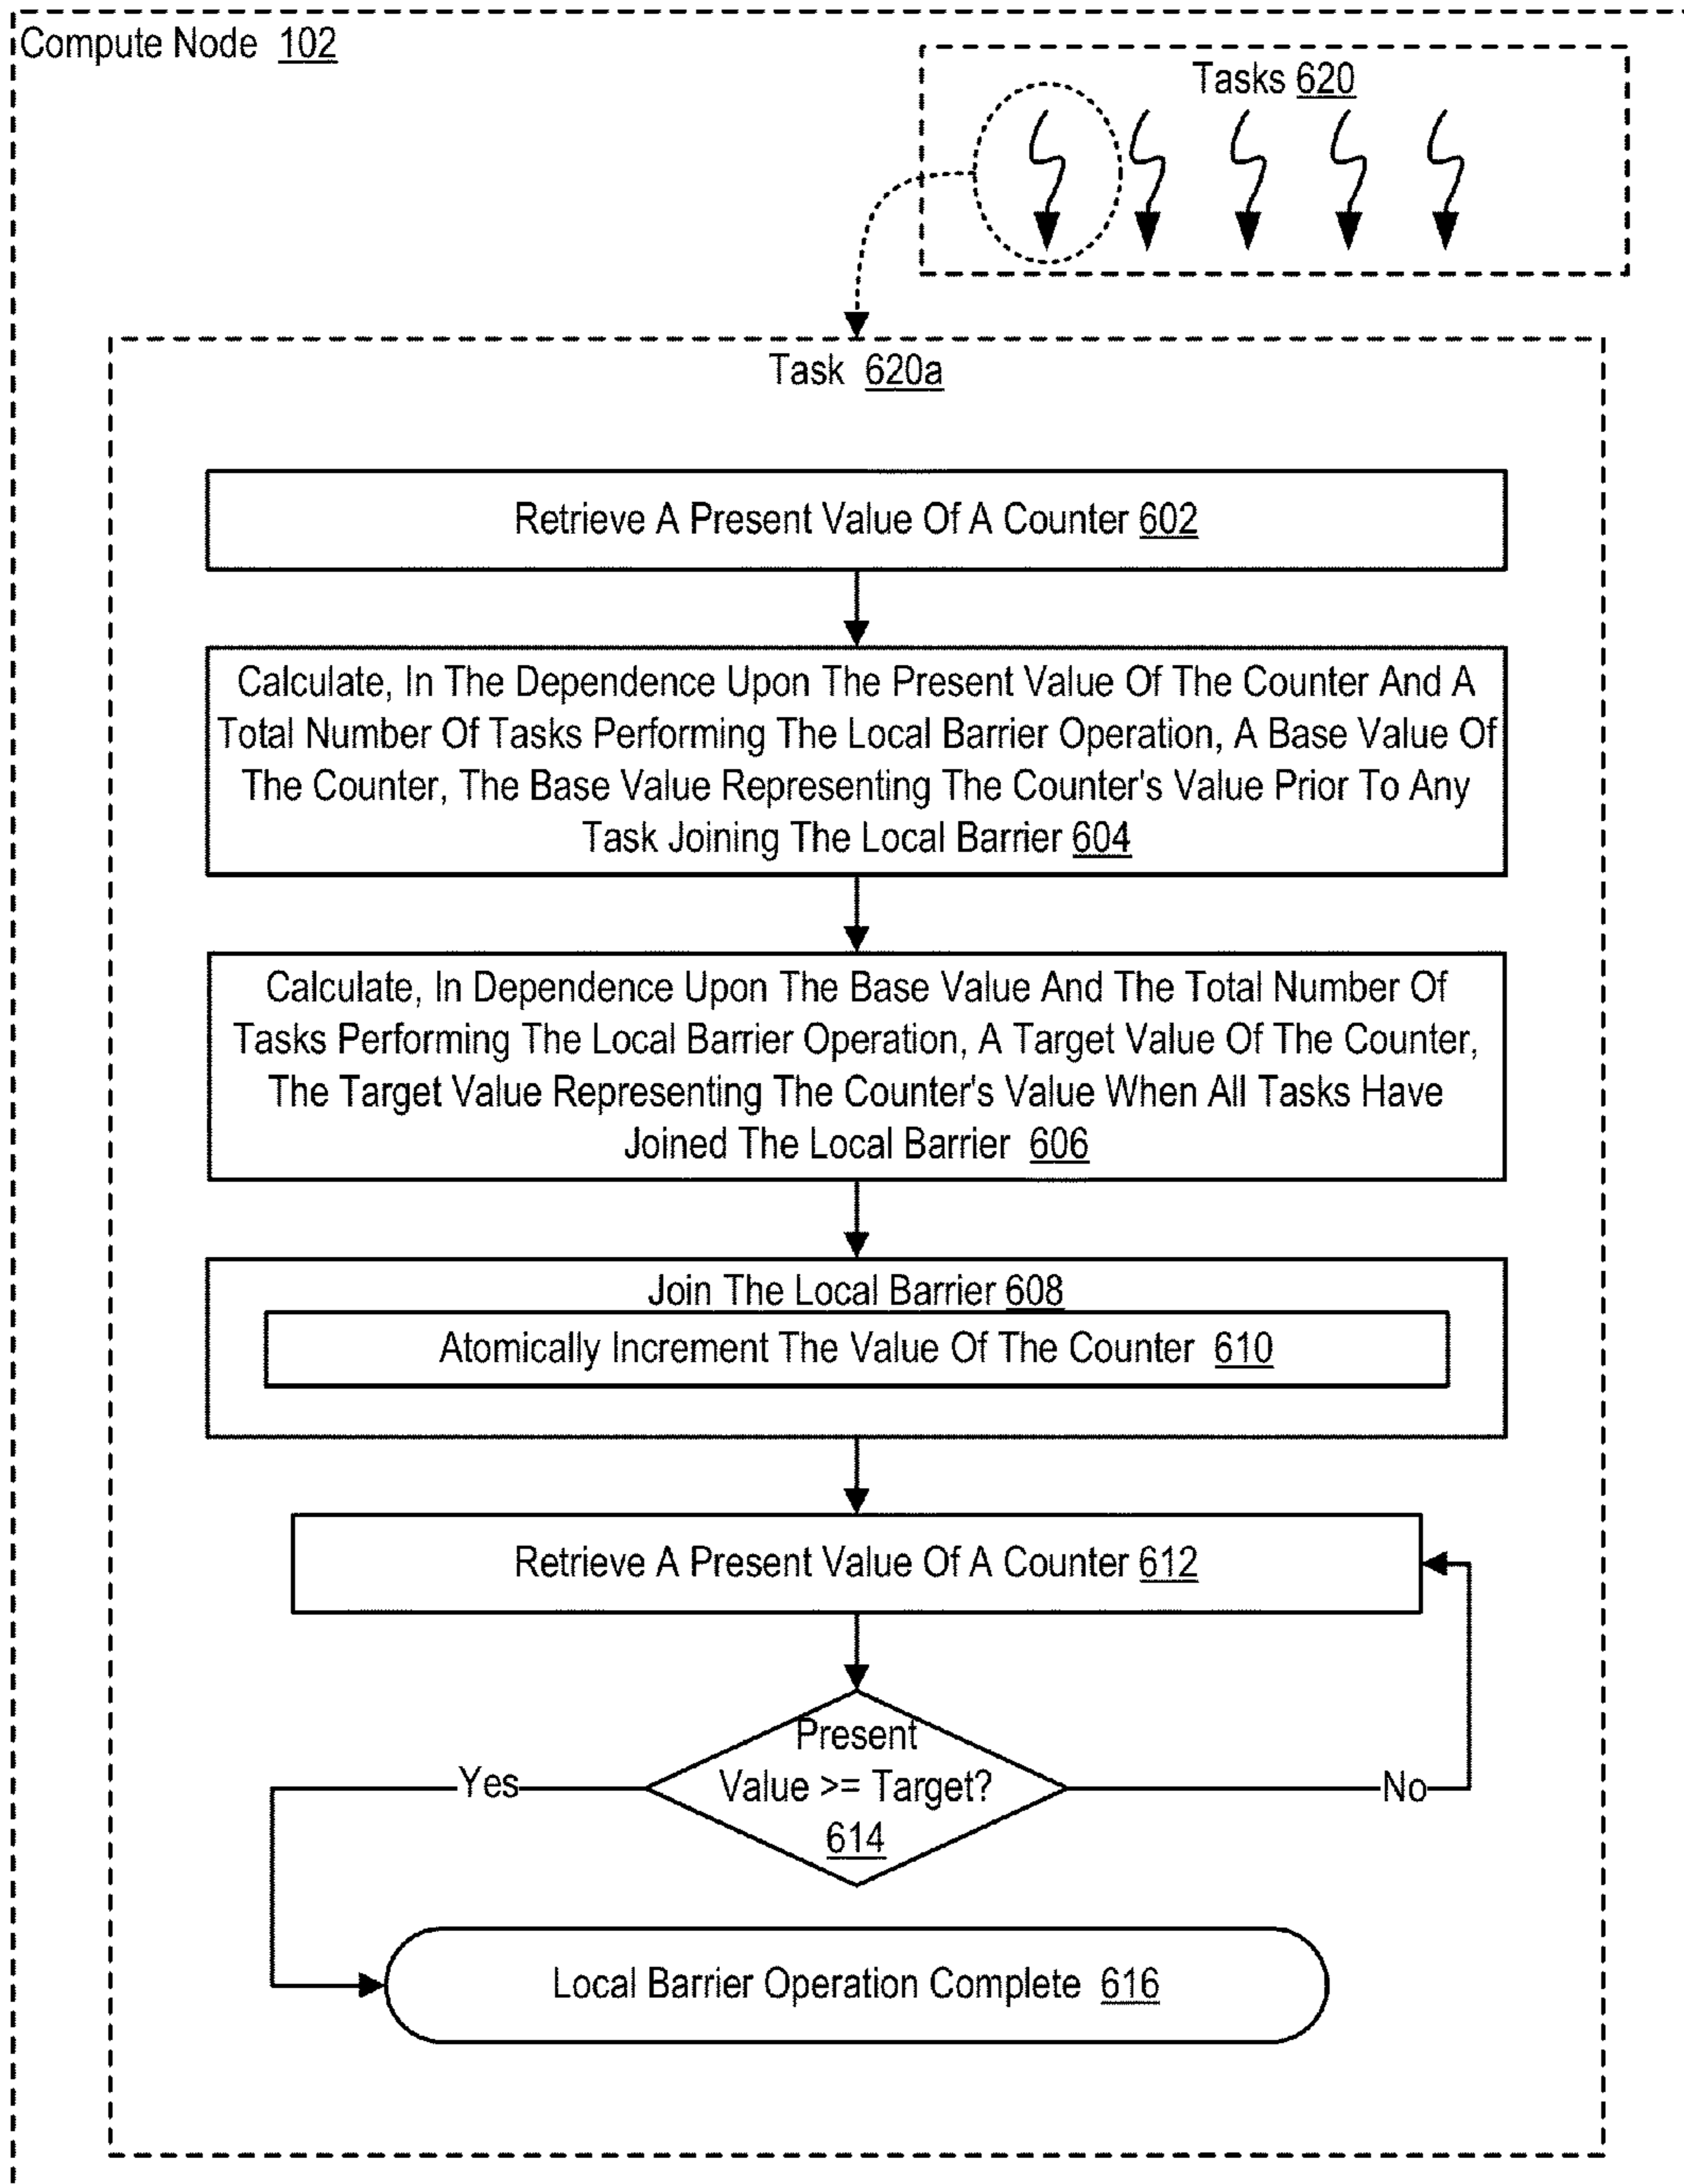 Compute Node 102
Tasks 620
Task 620a
Retrieve A Present Value Of A Counter 602
Calculate, In The Dependence Upon The Present Value Of The Counter And A
Total Number Of Tasks Performing The Local Barrier Operation, A Base Value Of
The Counter, The Base Value Representing The Counter's Value Prior To Any
Task Joining The Local Barrier 604
Calculate, In Dependence Upon The Base Value And The Total Number Of
Tasks Performing The Local Barrier Operation, A Target Value Of The Counter,
The Target Value Representing The Counter's Value When All Tasks Have
Joined The Local Barrier 606
Join The Local Barrier 608
Atomically Increment The Value Of The Counter 610
Retrieve A Present Value Of A Counter 612
Present
Value >= Target?
614
Yes
No
Local Barrier Operation Complete 616